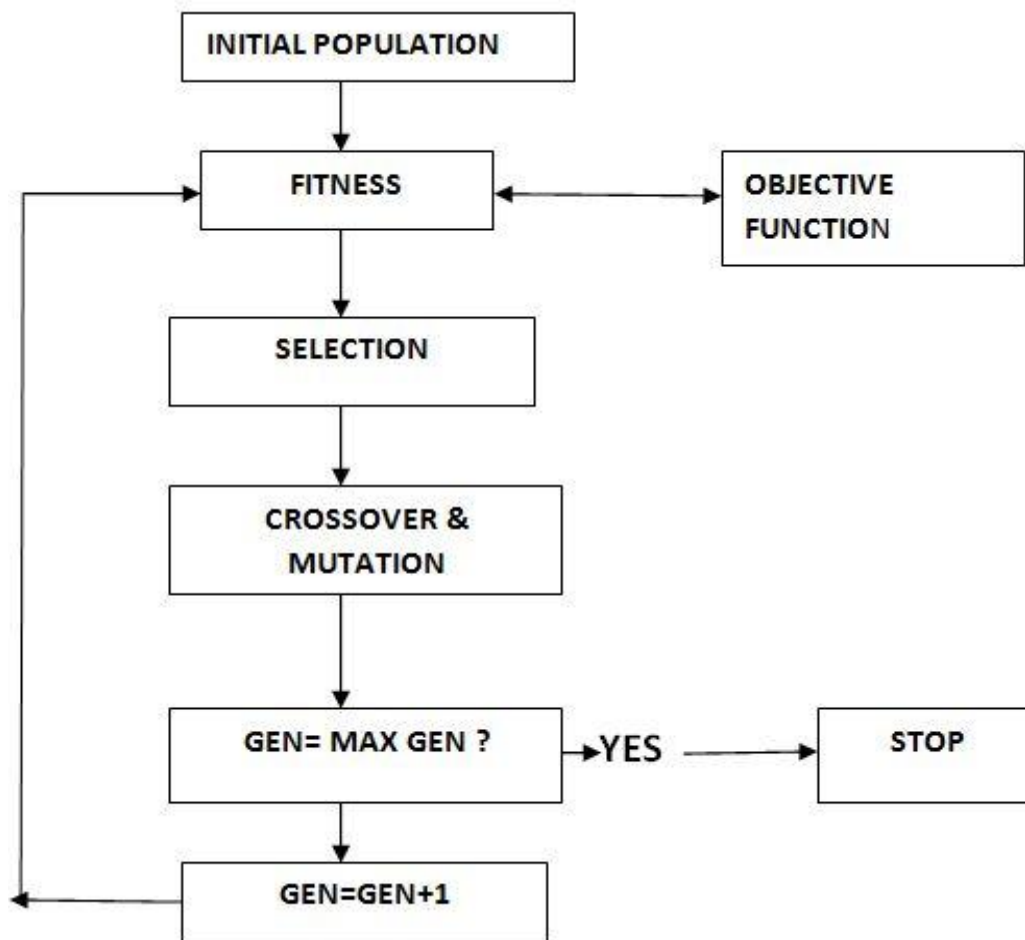 INITIAL POPULATION
FITNESS
OBJECTIVE
FUNCTION
SELECTION
CROSSOVER &
MUTATION
GEN= MAX GEN ?
YES
STOP
GEN=GEN+1